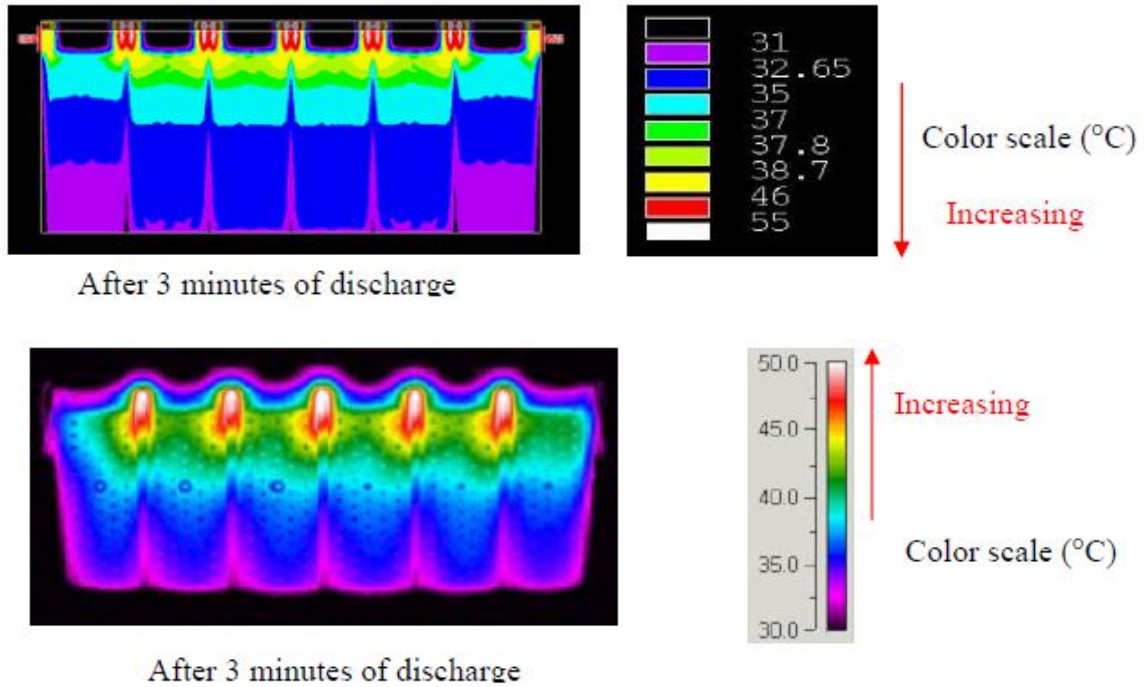 31
32.65
35
37
37.8
38.7
46
55
Color scale (°C)
Increasing
After 3 minutes of discharge
50.0
45.0
40.0
35.0
30.0
Increasing
Color scale (°C)
After 3 minutes of discharge